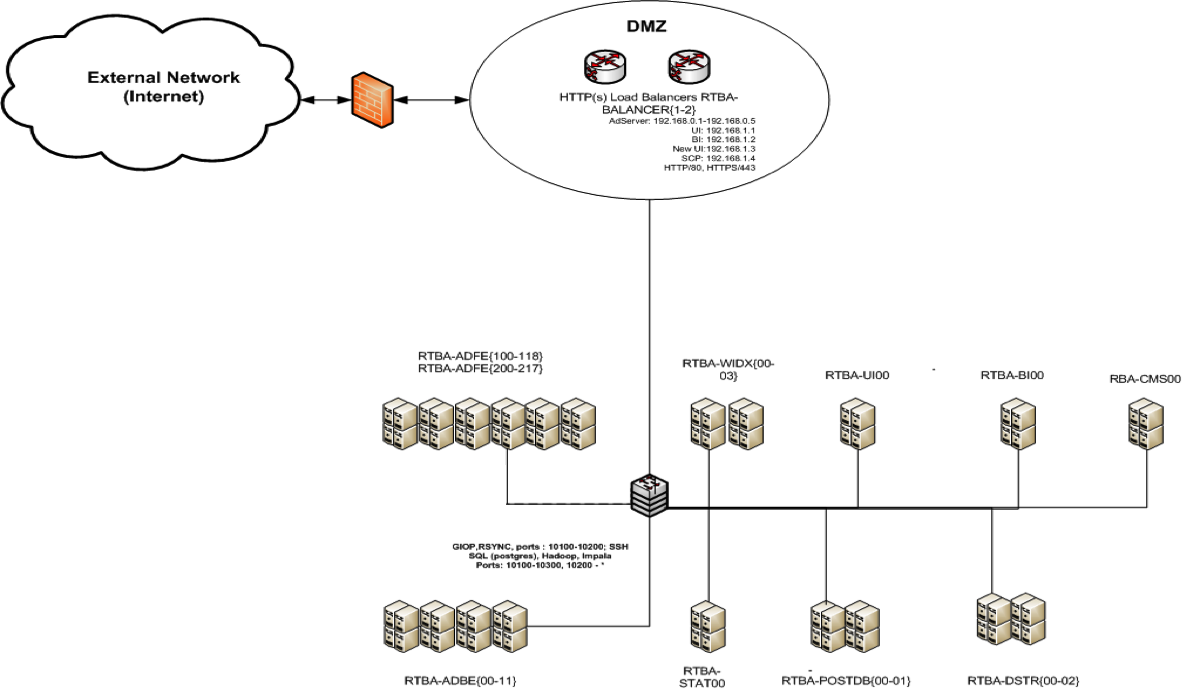 External Network
(Internet)
DMZ
HTTP(s) Load Balancers RTBA-
BALANCER{1-2}
AdServer: 192.168.0.1-192.168.0.5
UI: 192.168.1.1
BI: 192.168.1.2
New UI:192.168.1.3
SCP: 192.168.1.4
HTTP/80, HTTPS/443
RTBA-ADFE{100-118}
RTBA-ADFE{200-217}
RTBA-WIDX{00-
03}
RTBA-UI00
-
RTBA-BI00
RBA-CMS00
GIOP,RSYNC, ports : 10100-10200; SSH
SQL (postgres), Hadoop, Impala
Ports: 10100-10300, 10200 - *
RTBA-ADBE{00-11}
RTBA-
STAT00
-
RTBA-POSTDB{00-01}
RTBA-DSTR{00-02}